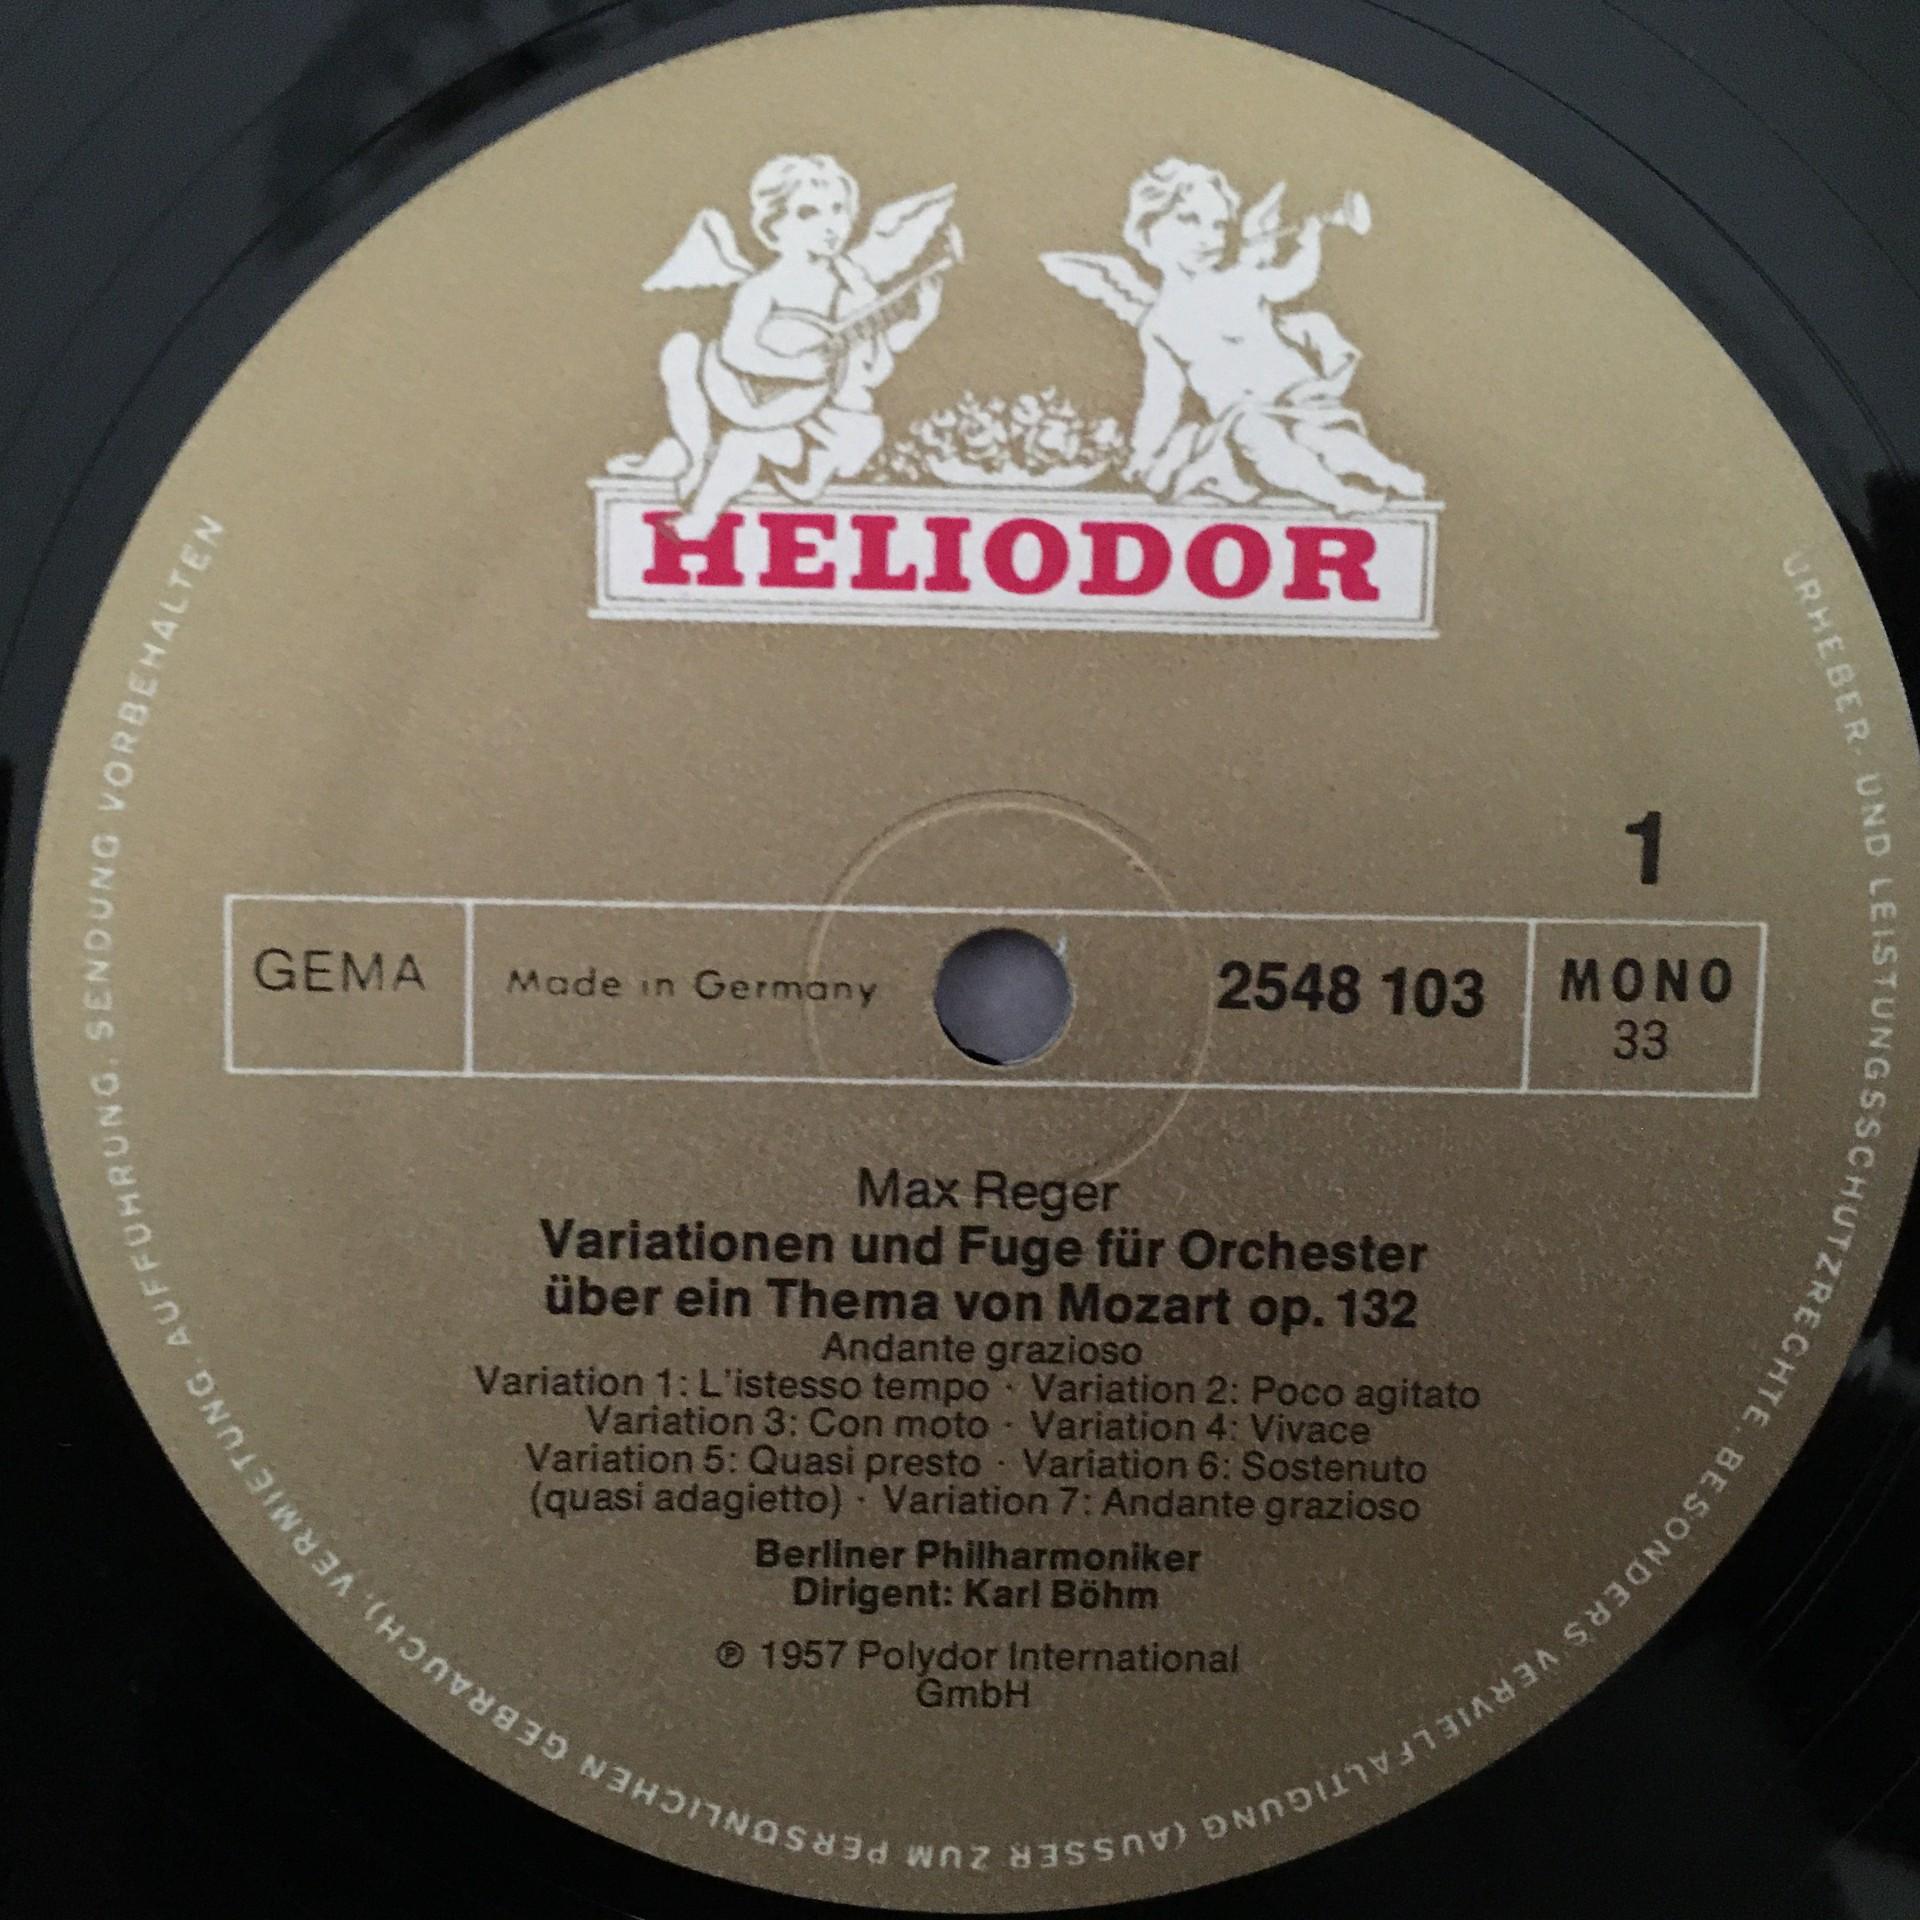 HELIODOR
1
GEMA
Made in Germany
2548 103
MONO
33
Max Reger
Variationen und Fuge für Orchester
über ein Thema von Mozart op. 132
Andante grazioso
Variation 1: L'istesso tempo · Variation 2: Poco agitato
Variation 3: Con moto · Variation 4: Vivace
Variation 5: Quasi presto · Variation 6: Sostenuto
(quasi adagietto) · Variation 7: Andante grazioso
Berliner Philharmoniker
Dirigent: Karl Böhm
℗ 1957 Polydor International
GmbH
URHEBER- UND LEISTUNGSSCHUTZRECHTE, BESONDERS VERVIELFÄLTIGUNG (AUSSER ZUM PERSÖNLICHEN GEBRAUCH), VERMIETUNG, AUFFÜHRUNG, SENDUNG VORBEHALTEN